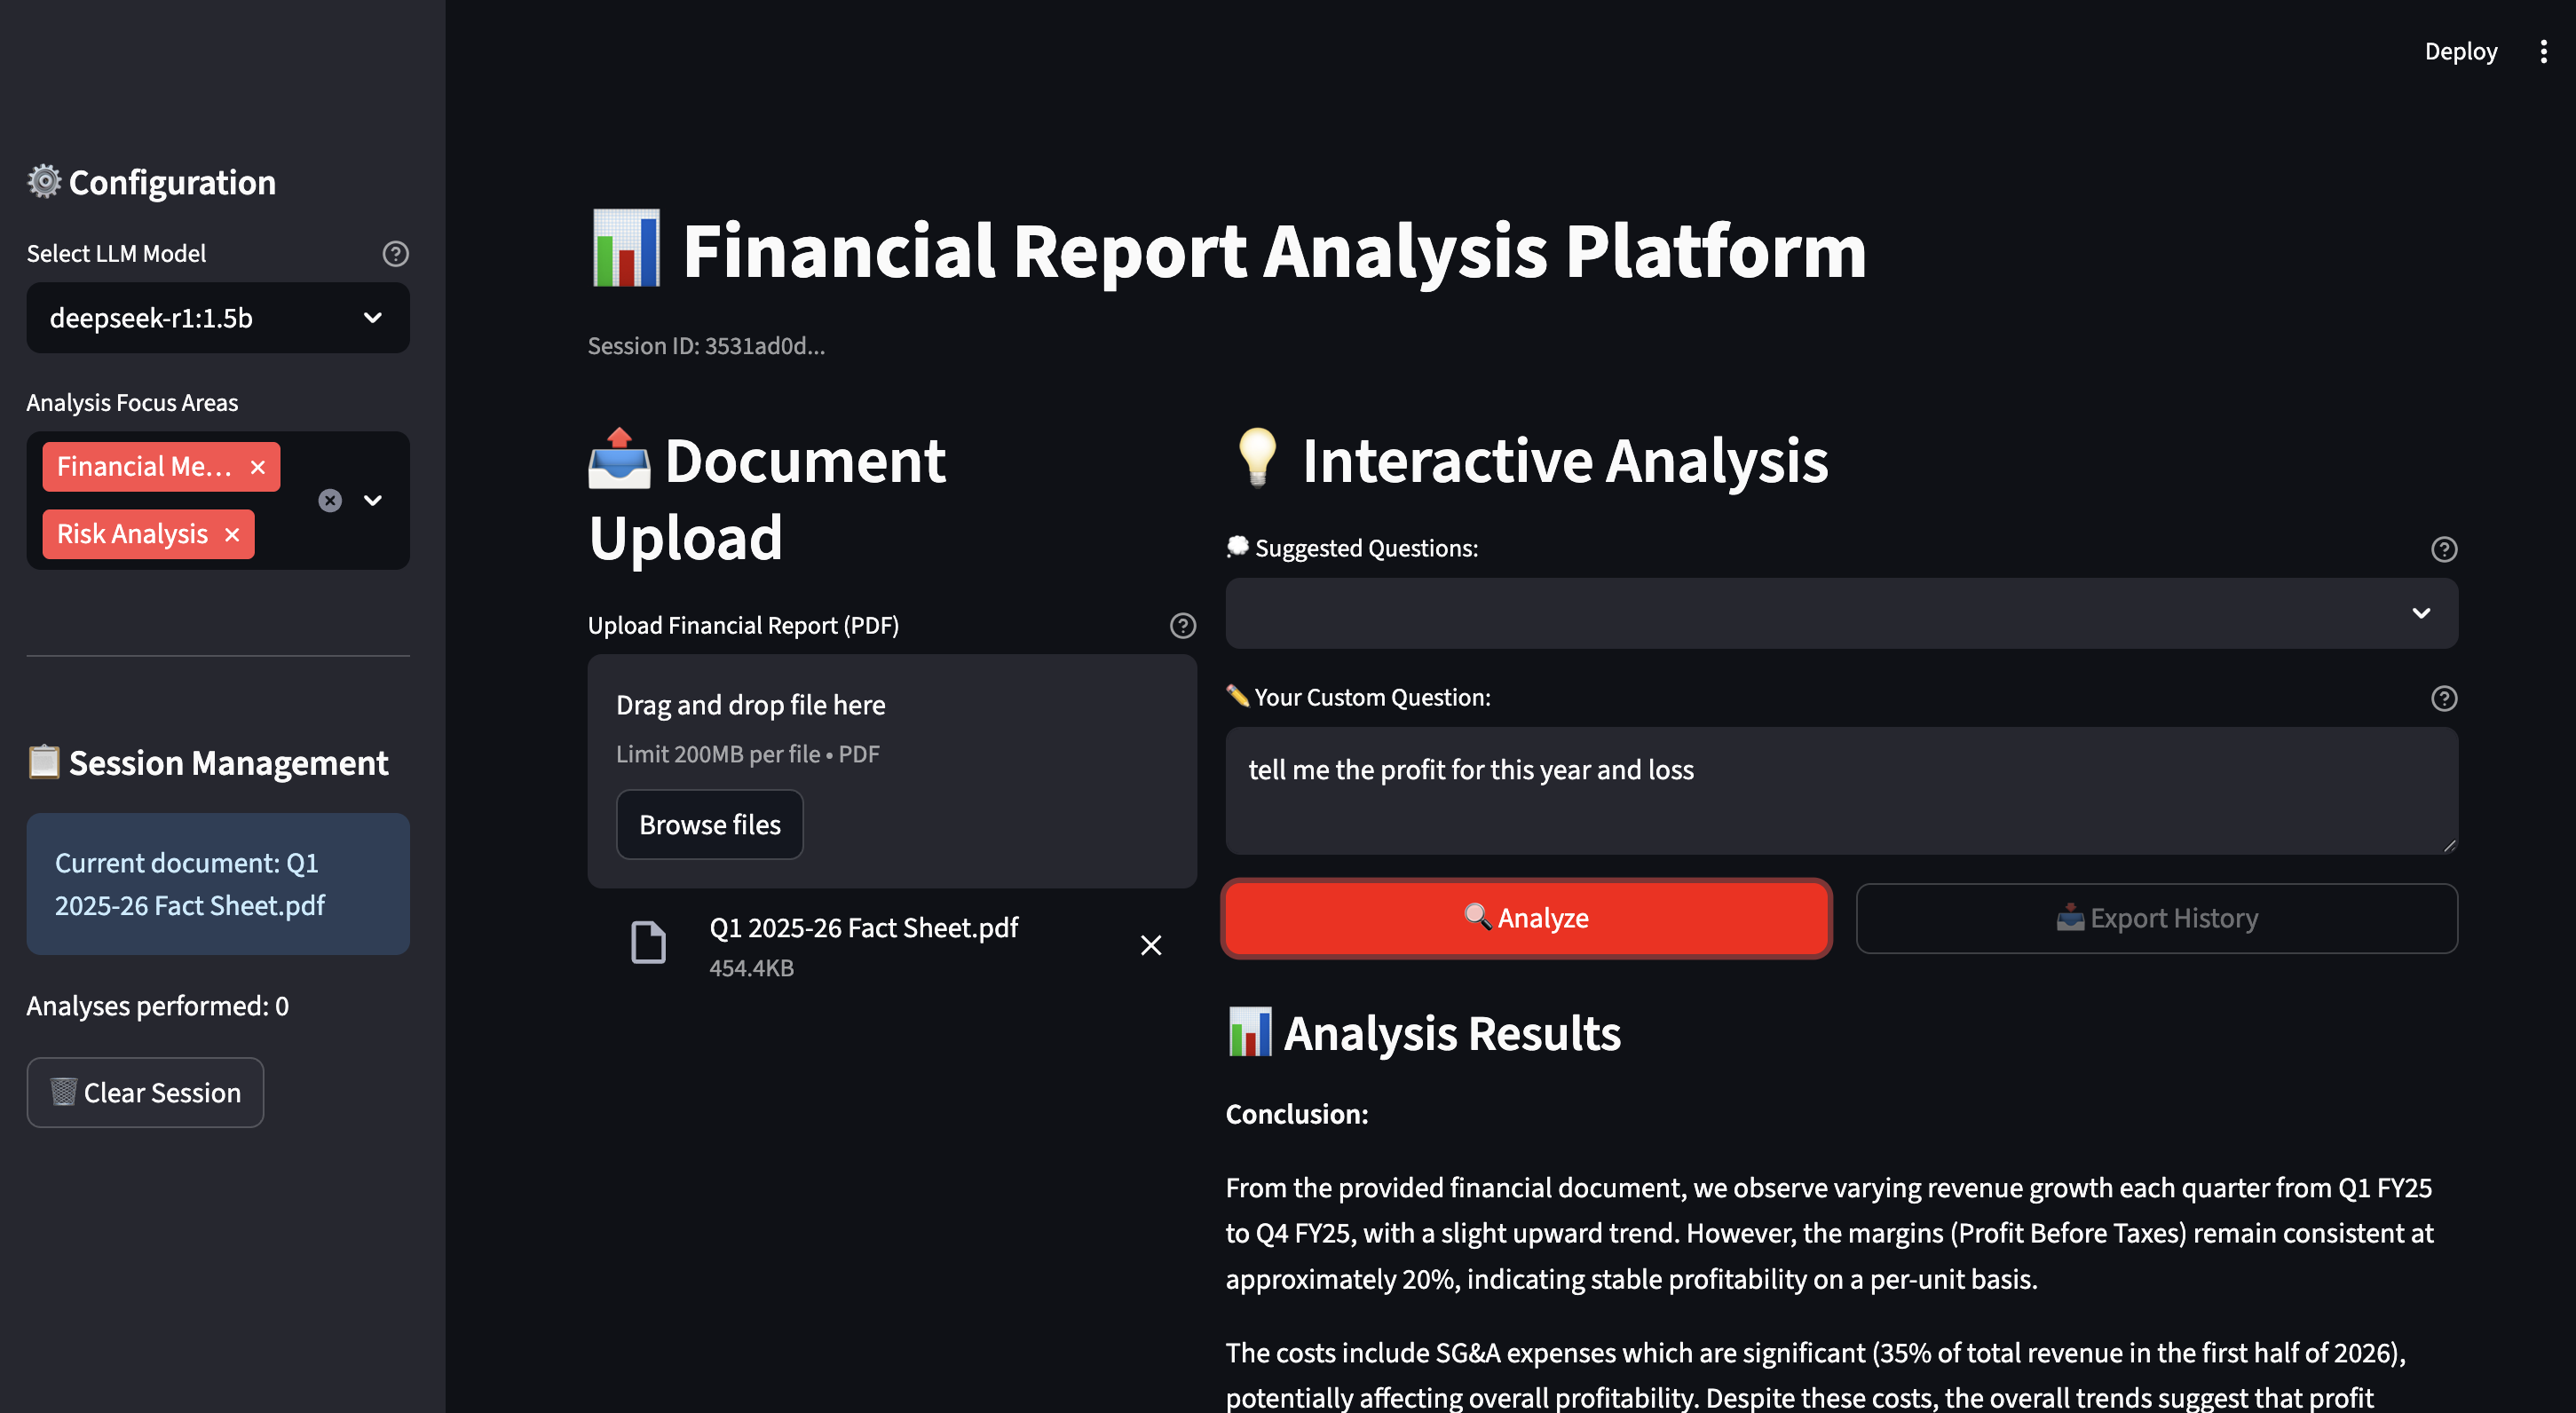 Deploy
Configuration
Select LLM Model
deepseek-r1:1.5b
Analysis Focus Areas
Financial Me...
Risk Analysis
Session Management
Current document: Q1
2025-26 Fact Sheet.pdf
Analyses performed: 0
Clear Session
Financial Report Analysis Platform
Session ID: 3531ad0d...
Document
Upload
Upload Financial Report (PDF)
Drag and drop file here
Limit 200MB per file • PDF
Browse files
Q1 2025-26 Fact Sheet.pdf
454.4KB
Interactive Analysis
Suggested Questions:
Your Custom Question:
tell me the profit for this year and loss
Analyze
Export History
Analysis Results
Conclusion:
From the provided financial document, we observe varying revenue growth each quarter from Q1 FY25
to Q4 FY25, with a slight upward trend. However, the margins (Profit Before Taxes) remain consistent at
approximately 20%, indicating stable profitability on a per-unit basis.
The costs include SG&A expenses which are significant (35% of total revenue in the first half of 2026),
potentially affecting overall profitability. Despite these costs, the overall trends suggest that profit